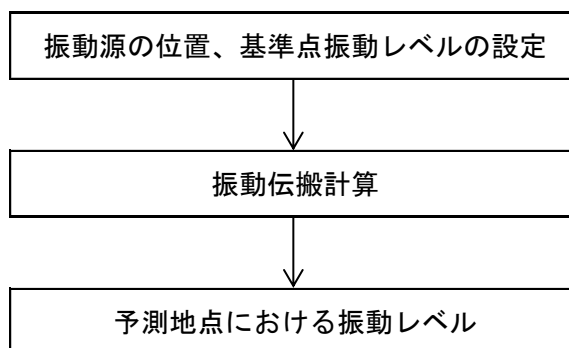 振動源の位置、基準点振動レベルの設定
振動伝搬計算
予測地点における振動レベル